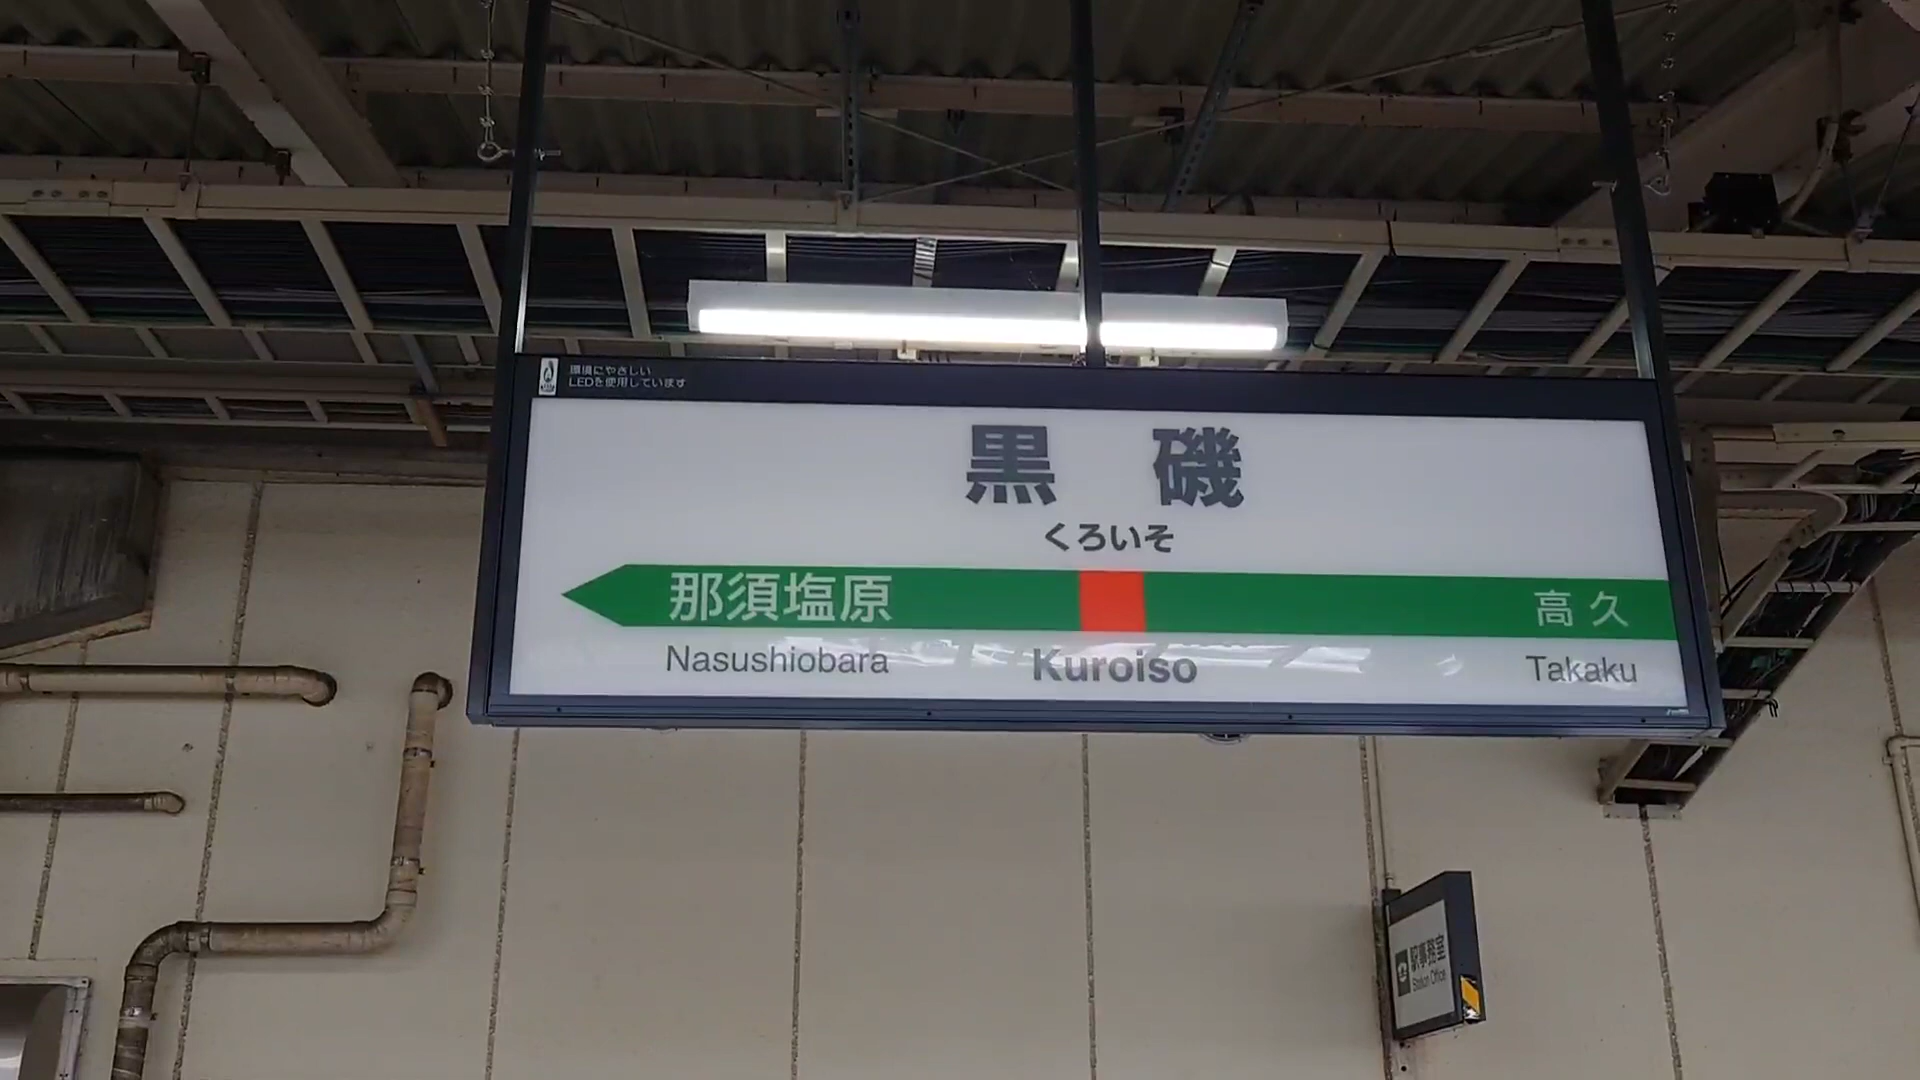 環境にやさしい
LEDを使用しています
黒 磯
くろいそ
那須塩原
高久
Nasushiobara
Kuroiso
Takaku
駅事務室
Station Office